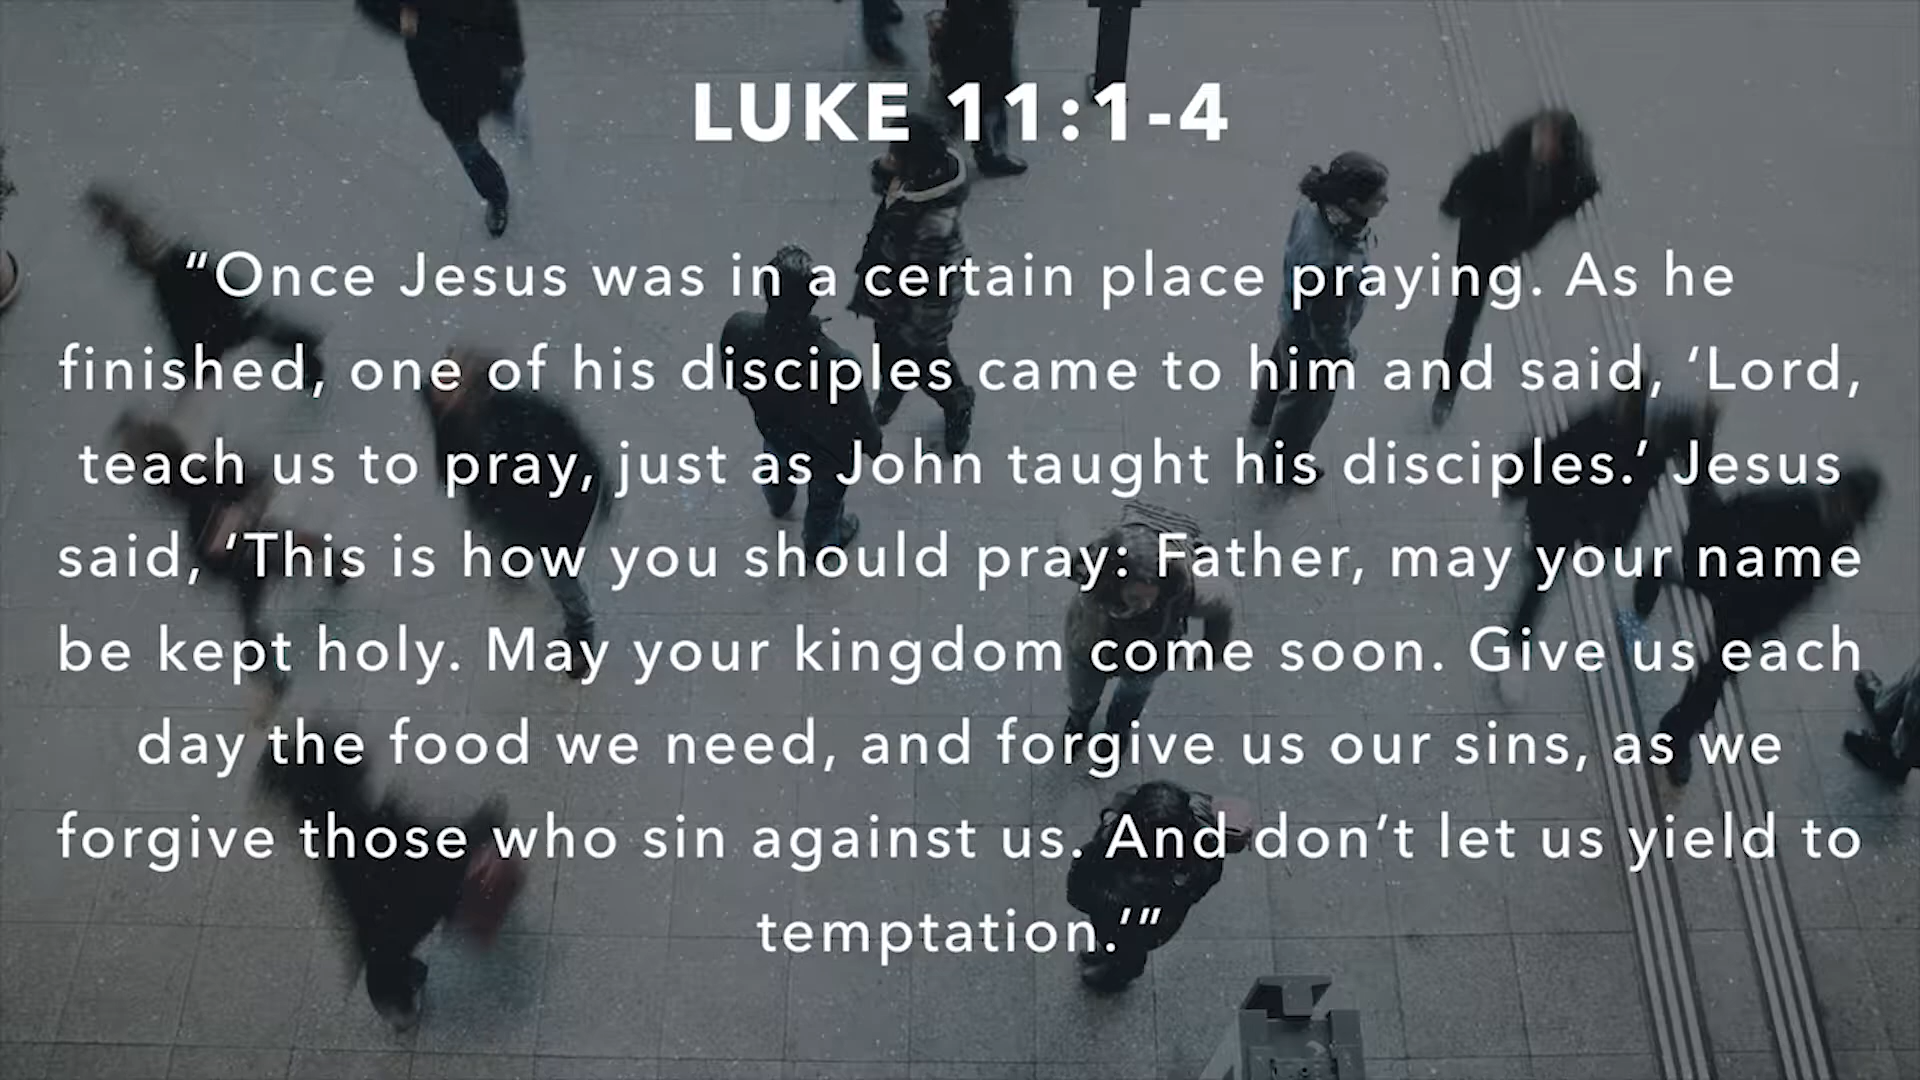 LUKE 11:1-4
“Once Jesus was in a certain place praying. As he
finished, one of his disciples came to him and said, ‘Lord,
teach us to pray, just as John taught his disciples.’ Jesus
said, ‘This is how you should pray: Father, may your name
be kept holy. May your kingdom come soon. Give us each
day the food we need, and forgive us our sins, as we
forgive those who sin against us. And don’t let us yield to
temptation.’”